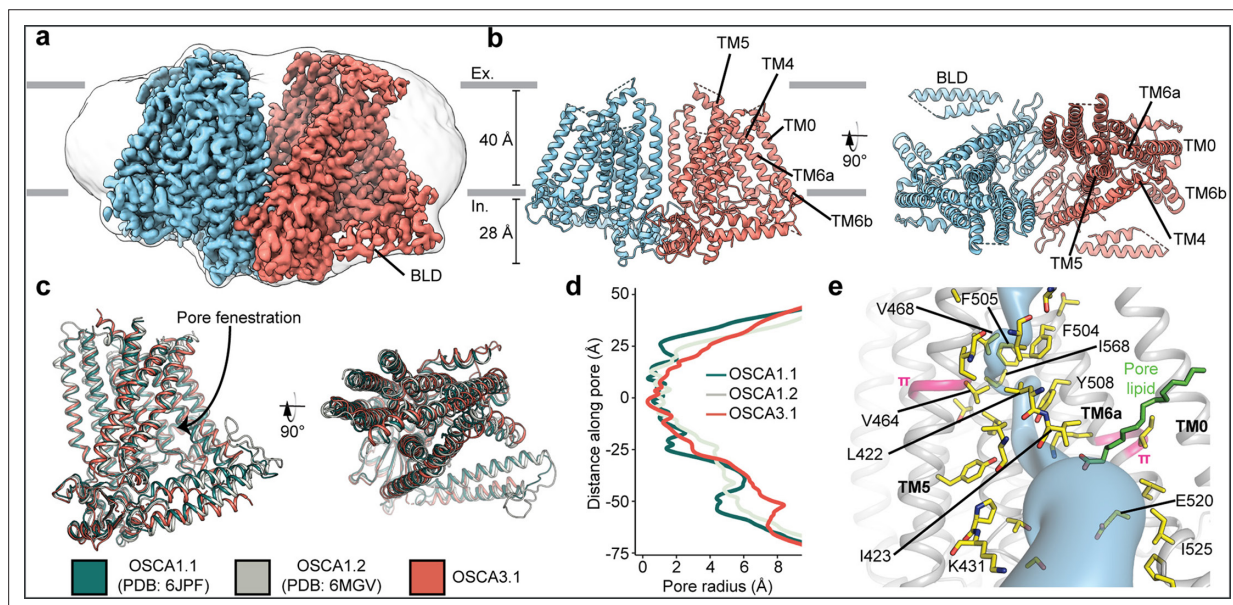 a
Ex.
40 Å
In.
28 Å
BLD
b
TM5
TM4
TM0
TM6a
TM6b
90°
BLD
TM6a
TM0
TM6b
TM4
TM5
c
Pore fenestration
90°
OSCA1.1
(PDB: 6JPF)
OSCA1.2
(PDB: 6MGV)
OSCA3.1
d
Distance along pore (Å)
50
25
0
-25
-50
-75
OSCA1.1
OSCA1.2
OSCA3.1
0 2 4 6 8
Pore radius (Å)
e
F505
V468
F504
I568
Pore
lipid
π
Y508
V464
TM6a
TM0
L422
π
TM5
E520
I423
K431
I525